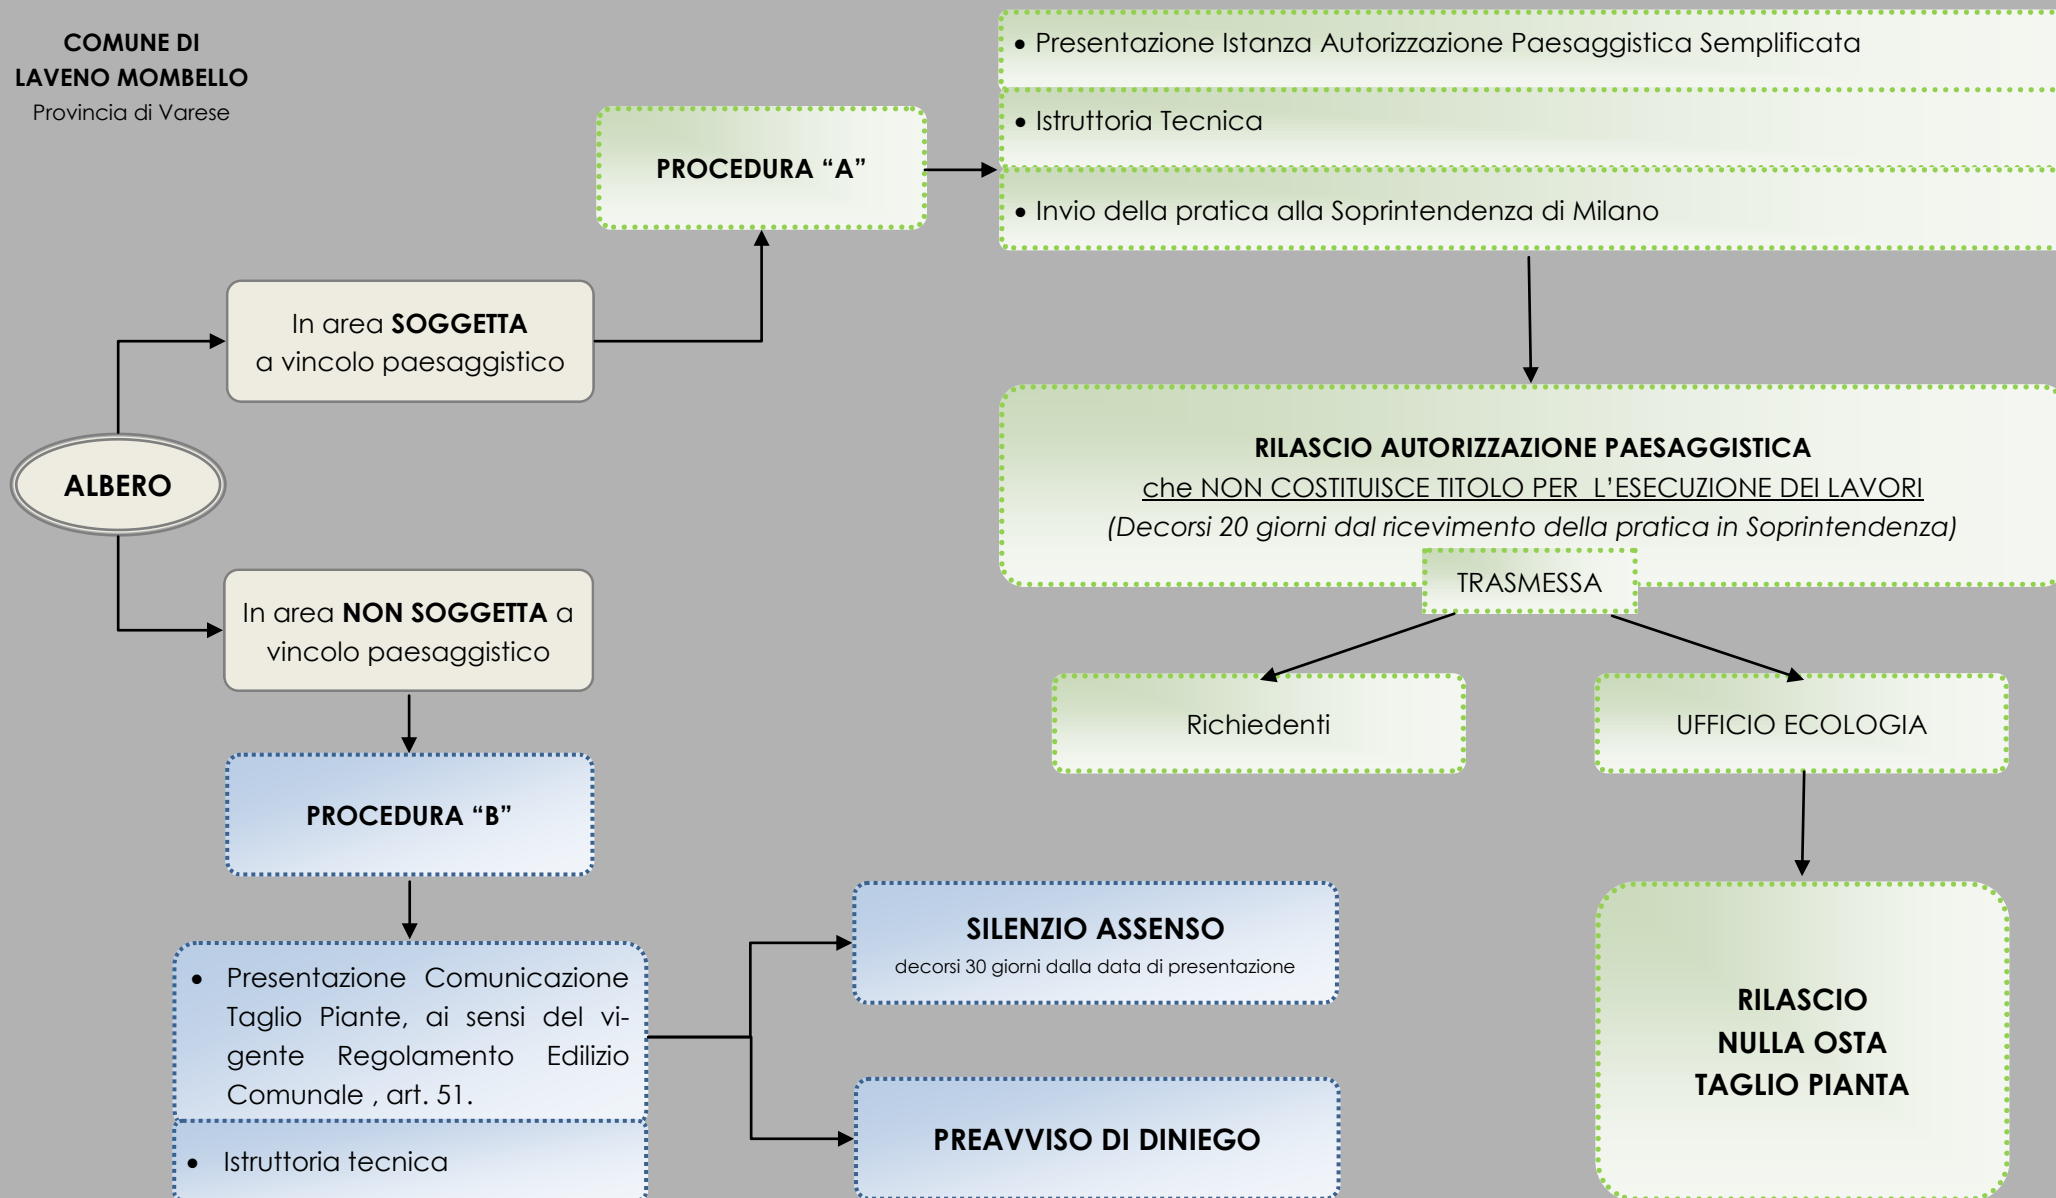 COMUNE DI
LAVENO MOMBELLO
Provincia di Varese
• Presentazione Istanza Autorizzazione Paesaggistica Semplificata
• Istruttoria Tecnica
• Invio della pratica alla Soprintendenza di Milano
PROCEDURA “A”
In area SOGGETTA
a vincolo paesaggistico
ALBERO
In area NON SOGGETTA a
vincolo paesaggistico
RILASCIO AUTORIZZAZIONE PAESAGGISTICA
che NON COSTITUISCE TITOLO PER L’ESECUZIONE DEI LAVORI
(Decorsi 20 giorni dal ricevimento della pratica in Soprintendenza)
TRASMESSA
Richiedenti
UFFICIO ECOLOGIA
RILASCIO
NULLA OSTA
TAGLIO PIANTA
PROCEDURA “B”
• Presentazione Comunicazione
Taglio Piante, ai sensi del vi-
gente Regolamento Edilizio
Comunale , art. 51.
• Istruttoria tecnica
SILENZIO ASSENSO
decorsi 30 giorni dalla data di presentazione
PREAVVISO DI DINIEGO